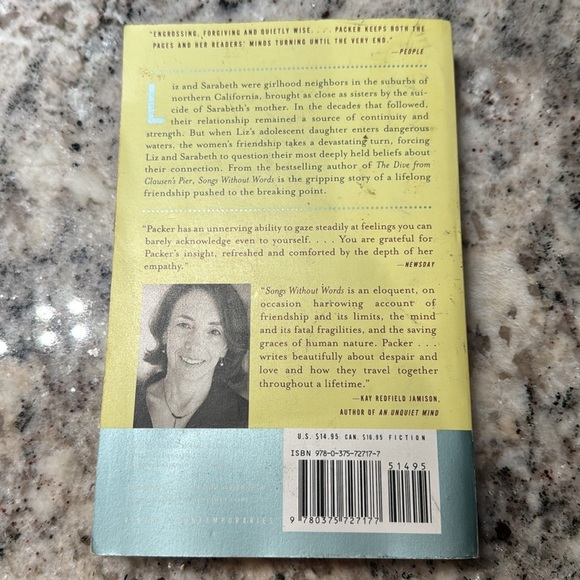 "ENGROSSING, FORGIVING AND QUIETLY WISE. . . . PACKER KEEPS BOTH THE
PAGES AND HER READERS' MINDS TURNING UNTIL THE VERY END."
—PEOPLE
Liz and Sarabeth were girlhood neighbors in the suburbs of
northern California, brought as close as sisters by the sui-
cide of Sarabeth's mother. In the decades that followed,
their relationship remained a source of continuity and
strength. But when Liz's adolescent daughter enters dangerous
waters, the women's friendship takes a devastating turn, forcing
Liz and Sarabeth to question their most deeply held beliefs about
their connection. From the bestselling author of The Dive from
Clausen's Pier, Songs Without Words is the gripping story of a lifelong
friendship pushed to the breaking point.
"Packer has an unnerving ability to gaze steadily at feelings you can
barely acknowledge even to yourself. . . . You are grateful for
Packer's insight, refreshed and comforted by the depth of her
empathy."
—NEWSDAY
"Songs Without Words is an eloquent, on
occasion harrowing account of
friendship and its limits, the mind
and its fatal fragilities, and the saving
graces of human nature. Packer . . .
writes beautifully about despair and
love and how they travel together
throughout a lifetime."
—KAY REDFIELD JAMISON,
AUTHOR OF AN UNQUIET MIND
U.S. $14.95 CAN. $16.95 FICTION
ISBN 978-0-375-72717-7
51495
9 780375 727177